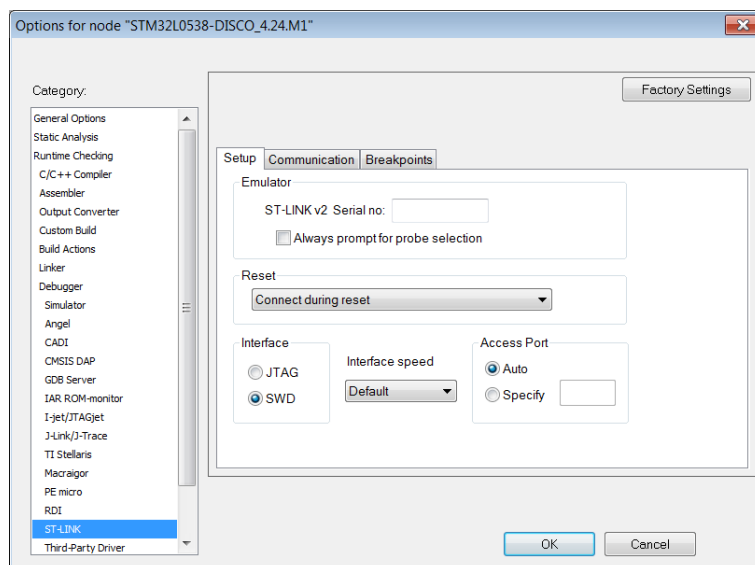 Options for node "STM32L0538-DISCO_4.24.M1"
Category:
Factory Settings
General Options
Static Analysis
Runtime Checking
C/C++ Compiler
Assembler
Output Converter
Custom Build
Build Actions
Linker
Debugger
Simulator
Angel
CADI
CMSIS DAP
GDB Server
IAR ROM-monitor
I-jet/JTAGjet
J-Link/J-Trace
TI Stellaris
Macraigor
PE micro
RDI
ST-LINK
Third-Party Driver
Setup Communication Breakpoints
Emulator
ST-LINK v2 Serial no:
Always prompt for probe selection
Reset
Connect during reset
Interface
JTAG
SWD
Interface speed
Default
Access Port
Auto
Specify
OK Cancel